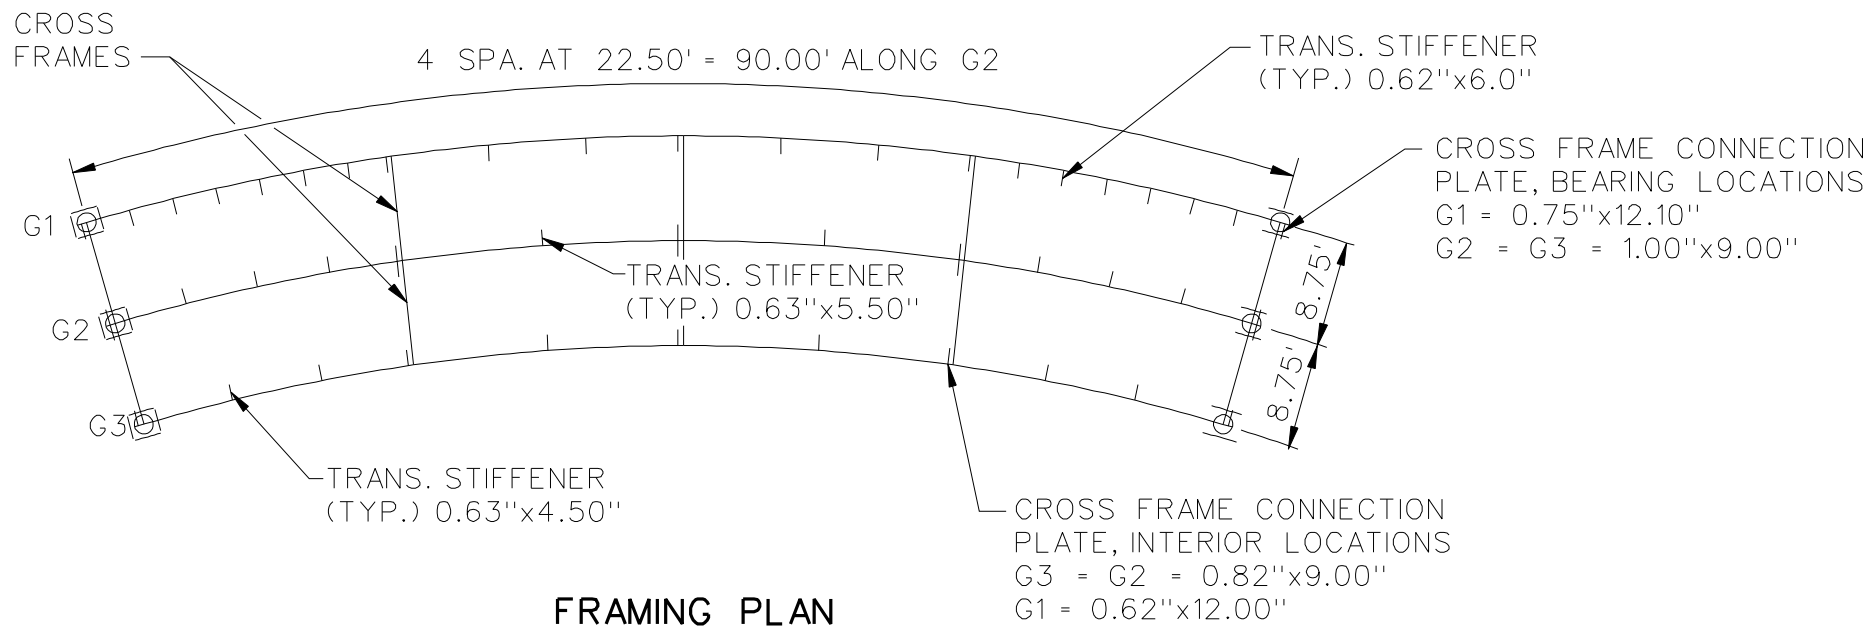 CROSS
FRAMES
4 SPA. AT 22.50' = 90.00' ALONG G2
TRANS. STIFFENER
(TYP.) 0.62"x6.0"
CROSS FRAME CONNECTION
PLATE, BEARING LOCATIONS
G1 = 0.75"x12.10"
G2 = G3 = 1.00"x9.00"
G1
TRANS. STIFFENER
(TYP.) 0.63"x5.50"
8.75'
G2
8.75'
G3
TRANS. STIFFENER
(TYP.) 0.63"x4.50"
CROSS FRAME CONNECTION
PLATE, INTERIOR LOCATIONS
G3 = G2 = 0.82"x9.00"
G1 = 0.62"x12.00"
FRAMING PLAN